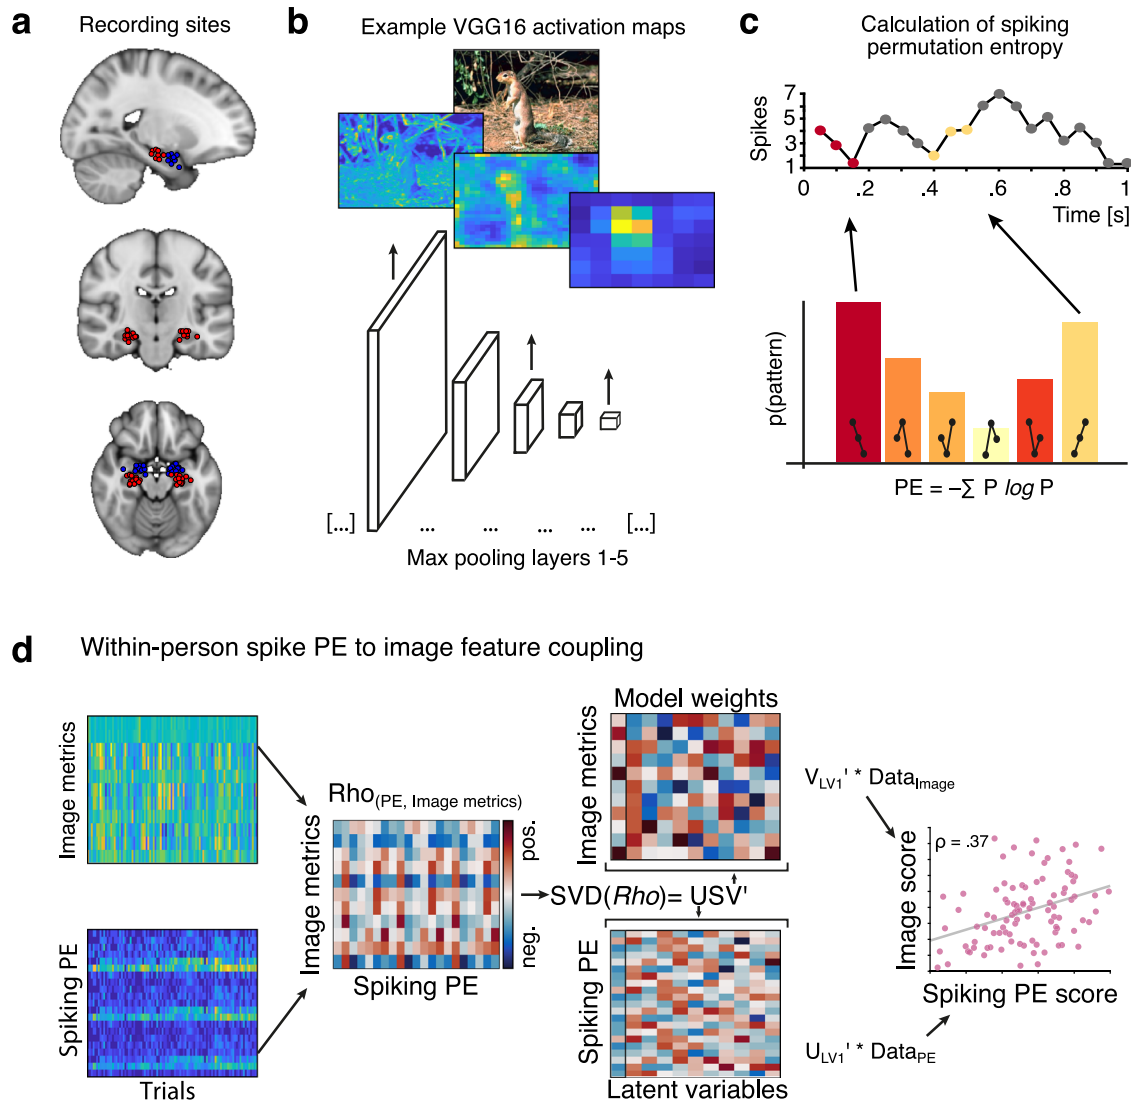 a
Recording sites
b
Example VGG16 activation maps
[...] ... ... ... ... [...]
Max pooling layers 1-5
c
Calculation of spiking
permutation entropy
Spikes
7
5
3
1
0 .2 .4 .6 .8 1
Time [s]
p(pattern)
PE = –∑ P log P
d
Within-person spike PE to image feature coupling
Image metrics
Spiking PE
Trials
Rho(PE, Image metrics)
Image metrics
pos.
neg.
Spiking PE
Model weights
Image metrics
SVD(Rho)= USV'
Spiking PE
Latent variables
VLV1' * DataImage
ρ = .37
Image score
Spiking PE score
ULV1' * DataPE